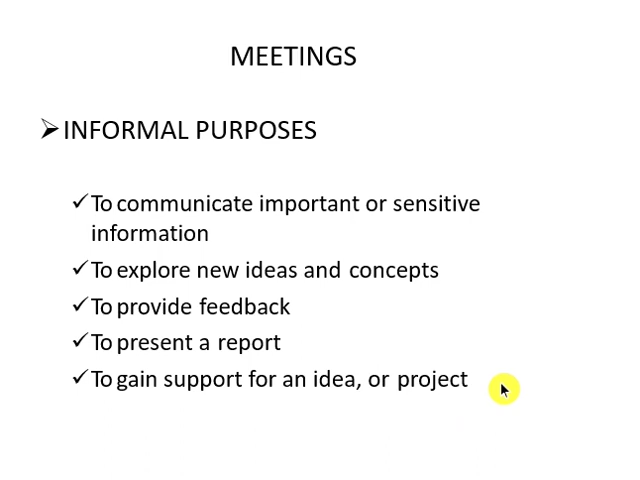 MEETINGS
➢INFORMAL PURPOSES
✓To communicate important or sensitive
information
✓To explore new ideas and concepts
✓To provide feedback
✓To present a report
✓To gain support for an idea, or project